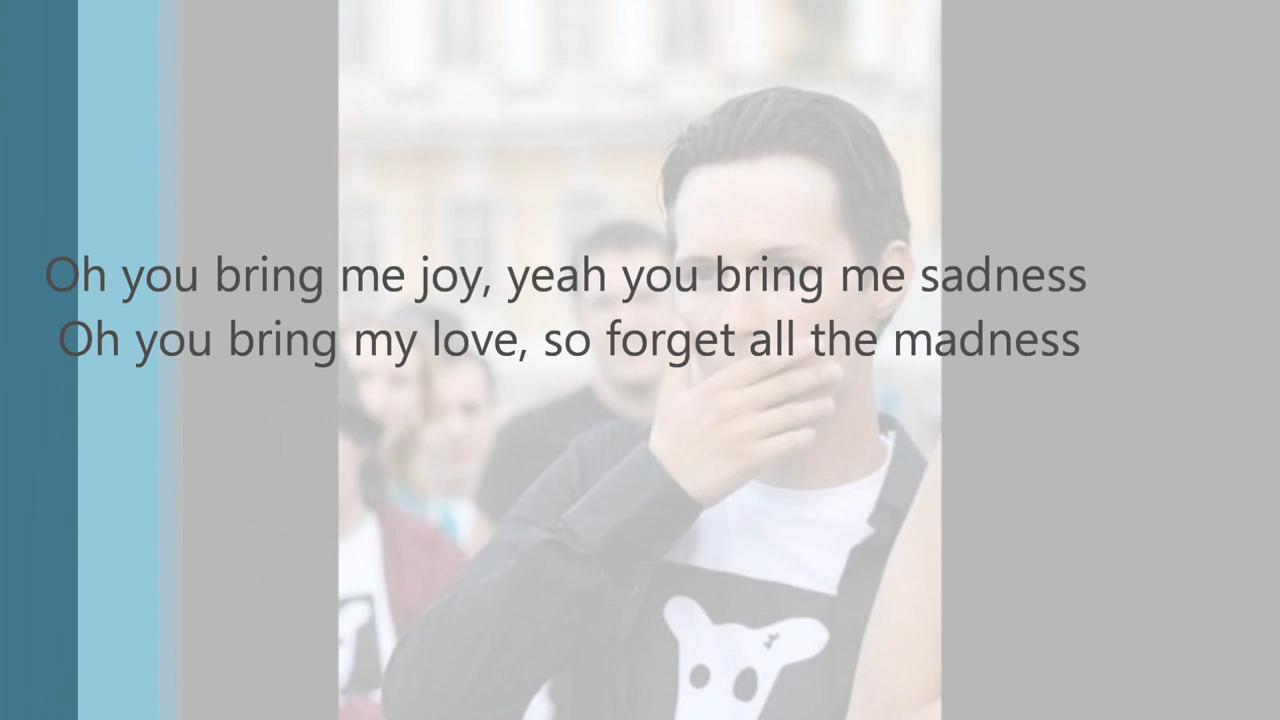 Oh you bring me joy, yeah you bring me sadness
Oh you bring my love, so forget all the madness